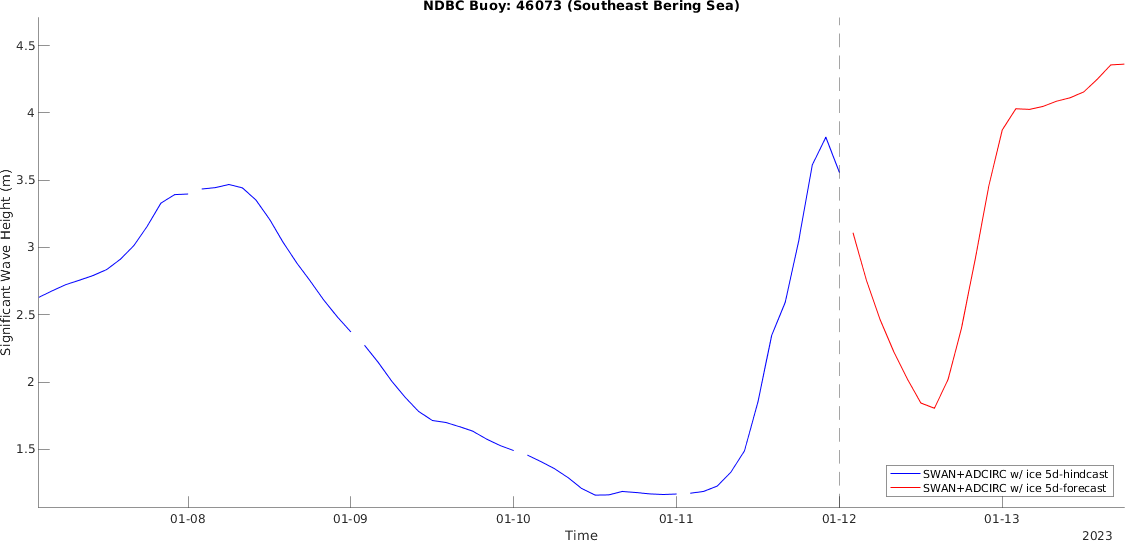 NDBC Buoy: 46073 (Southeast Bering Sea)
Significant Wave Height (m)
4.5
4
3.5
3
2.5
2
1.5
SWAN+ADCIRC w/ ice 5d-hindcast
SWAN+ADCIRC w/ ice 5d-forecast
01-08
01-09
01-10
01-11
01-12
01-13
Time
2023